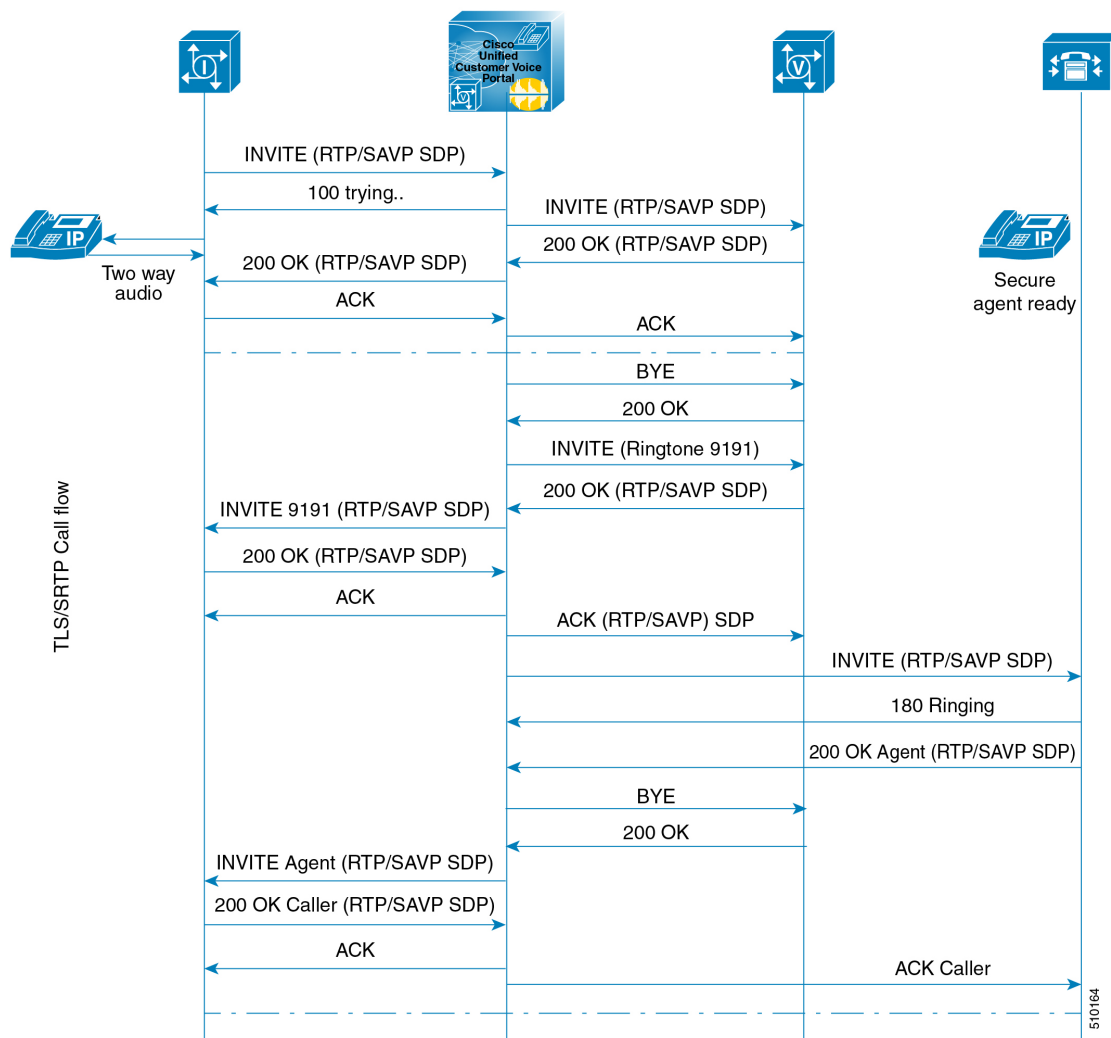 Cisco
Unified
Customer Voice
Portal
I
V
V
INVITE (RTP/SAVP SDP)
100 trying..
INVITE (RTP/SAVP SDP)
IP
IP
200 OK (RTP/SAVP SDP)
200 OK (RTP/SAVP SDP)
Two way
audio
Secure
agent ready
ACK
ACK
BYE
200 OK
INVITE (Ringtone 9191)
200 OK (RTP/SAVP SDP)
INVITE 9191 (RTP/SAVP SDP)
TLS/SRTP Call flow
200 OK (RTP/SAVP SDP)
ACK
ACK (RTP/SAVP) SDP
INVITE (RTP/SAVP SDP)
180 Ringing
200 OK Agent (RTP/SAVP SDP)
BYE
200 OK
INVITE Agent (RTP/SAVP SDP)
200 OK Caller (RTP/SAVP SDP)
ACK
ACK Caller
510164